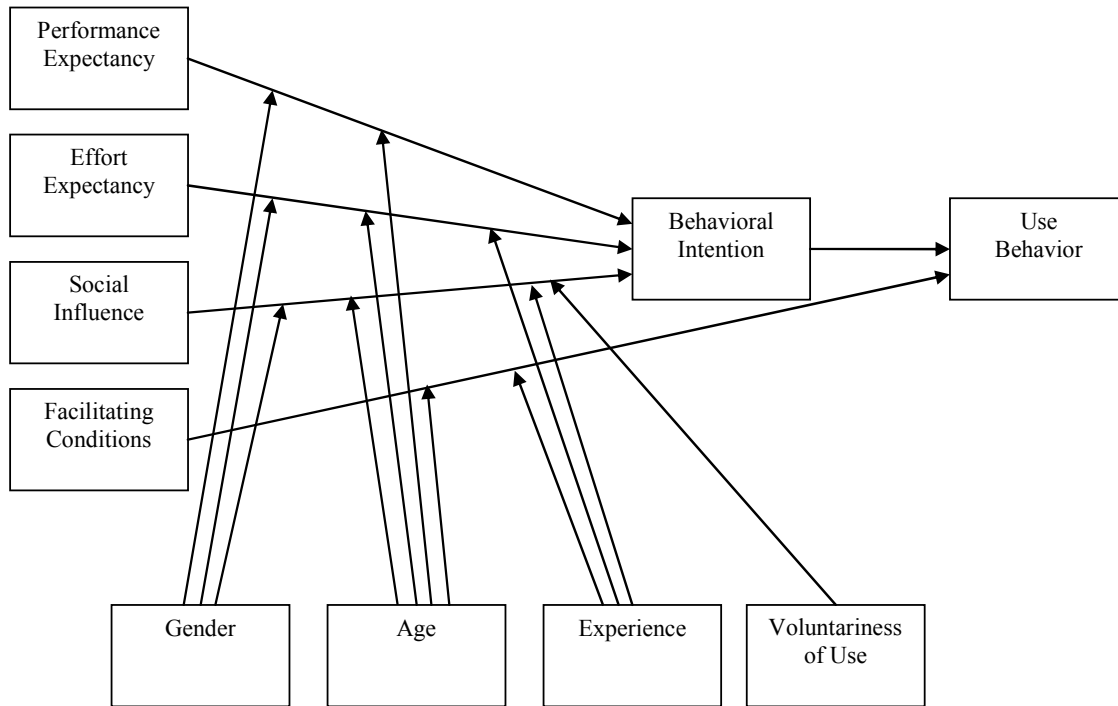 Performance
Expectancy
Effort
Expectancy
Social
Influence
Facilitating
Conditions
Behavioral
Intention
Use
Behavior
Gender
Age
Experience
Voluntariness
of Use